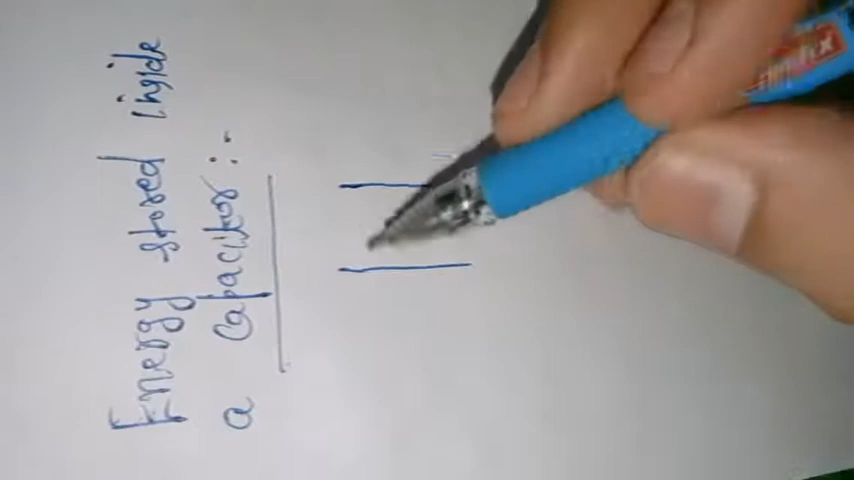 Energy stored inside
a capacitor :-